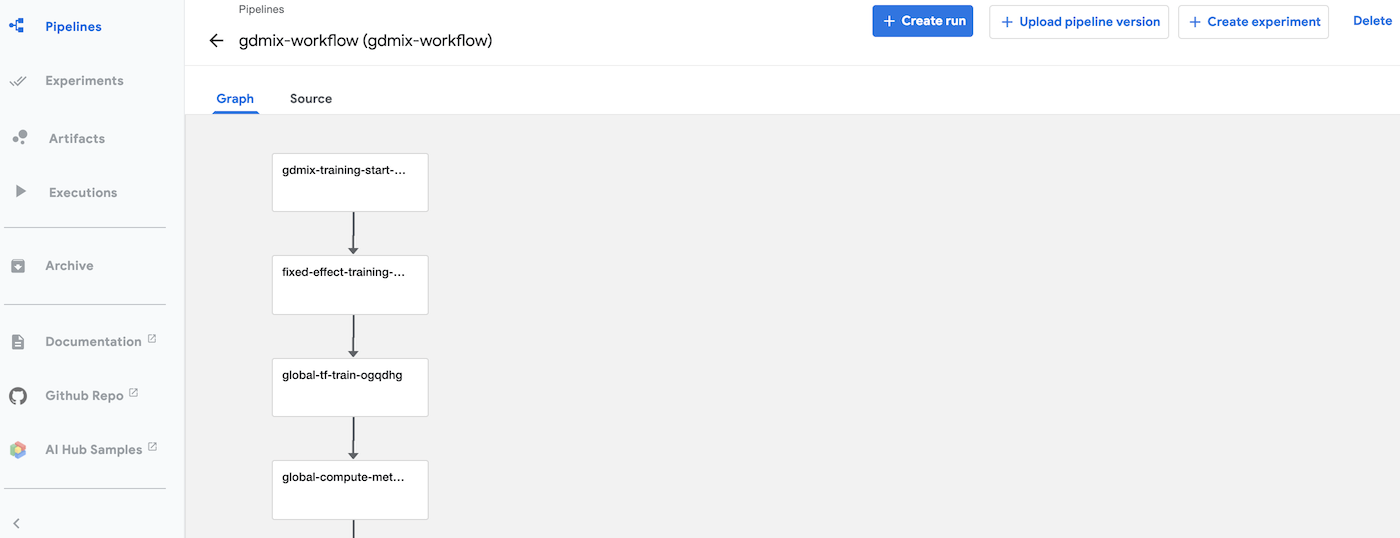 Pipelines
Experiments
Artifacts
Executions
Archive
Documentation
Github Repo
AI Hub Samples
Pipelines
gdmix-workflow (gdmix-workflow)
+ Create run
+ Upload pipeline version
+ Create experiment
Delete
Graph
Source
gdmix-training-start-...
fixed-effect-training-...
global-tf-train-ogqdhg
global-compute-met...